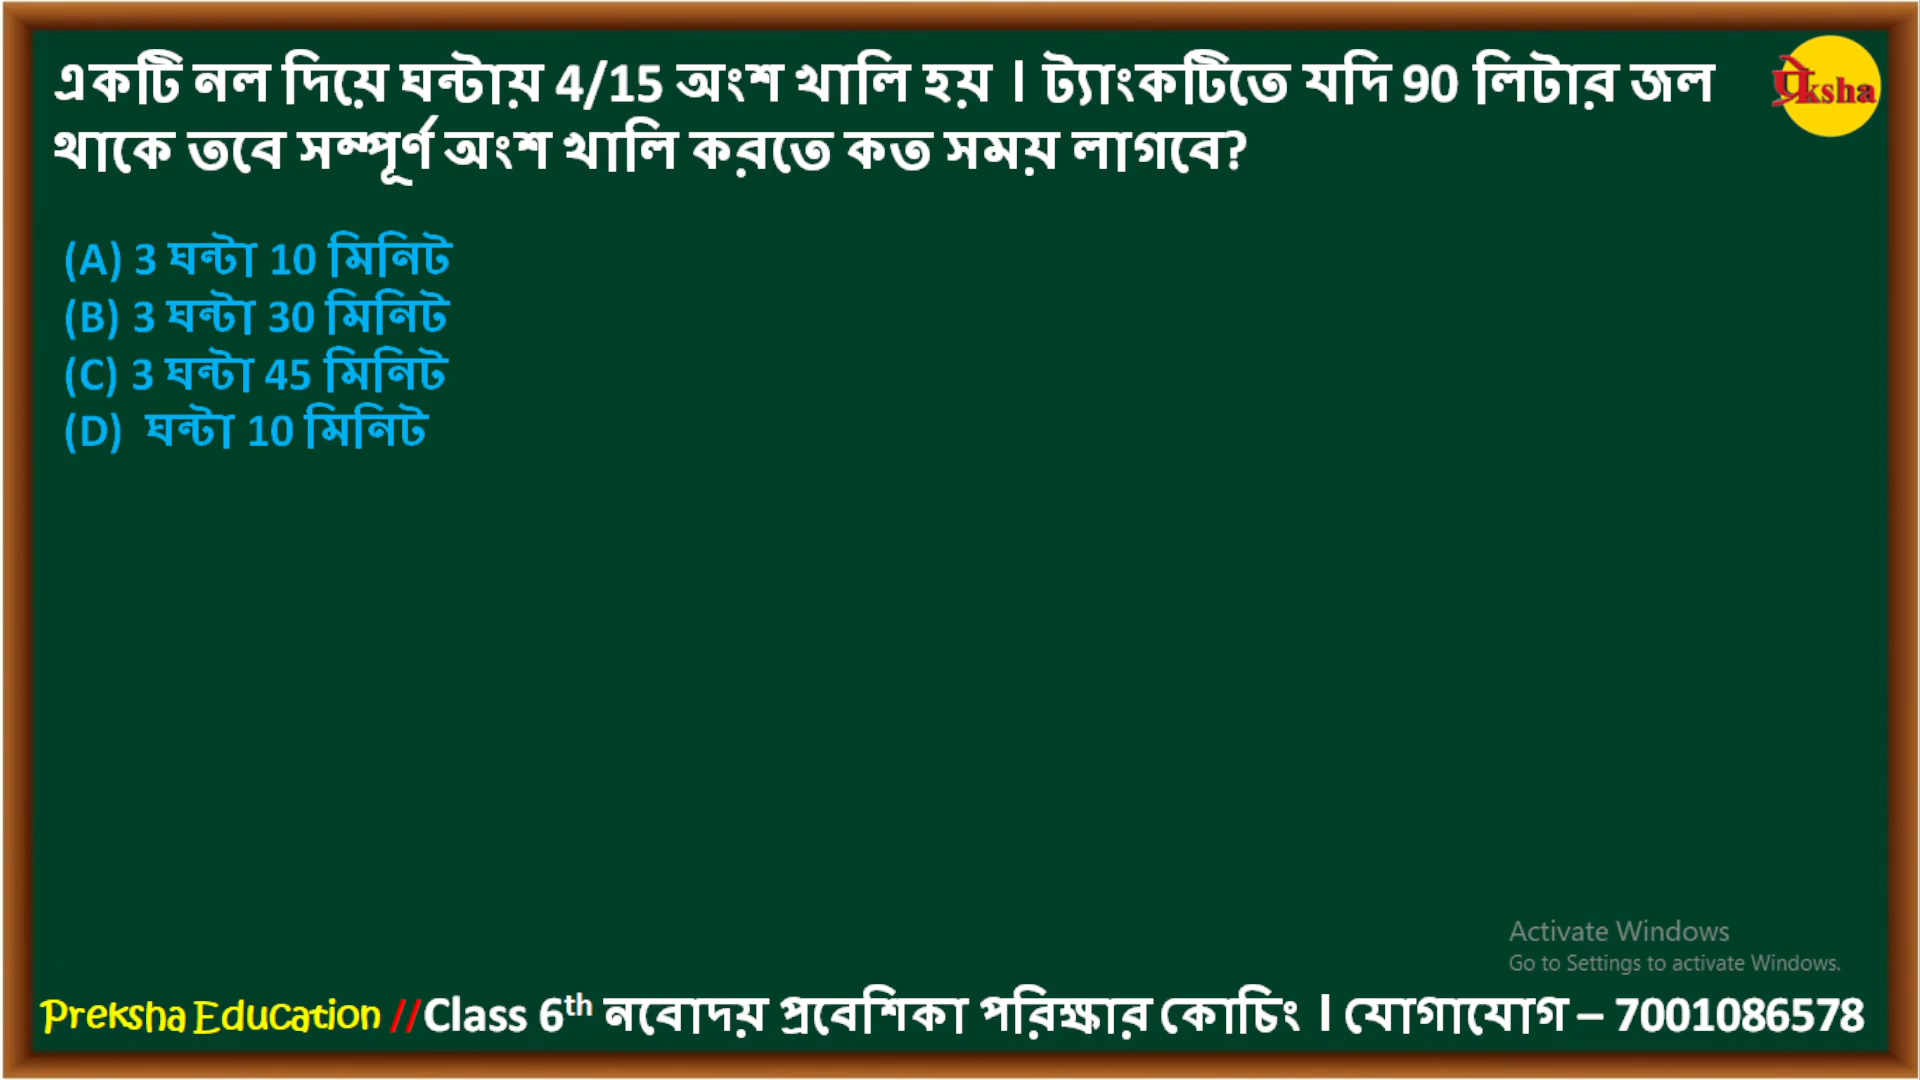 একটি নল দিয়ে ঘন্টায় 4/15 অংশ খালি হয় । ট্যাংকটিতে যদি 90 লিটার জল
থাকে তবে সম্পূর্ণ অংশ খালি করতে কত সময় লাগবে?
प्रेksha
(A) 3 ঘন্টা 10 মিনিট
(B) 3 ঘন্টা 30 মিনিট
(C) 3 ঘন্টা 45 মিনিট
(D) ঘন্টা 10 মিনিট
Activate Windows
Go to Settings to activate Windows.
Preksha Education //Class 6th নবোদয় প্রবেশিকা পরিক্ষার কোচিং । যোগাযোগ – 7001086578